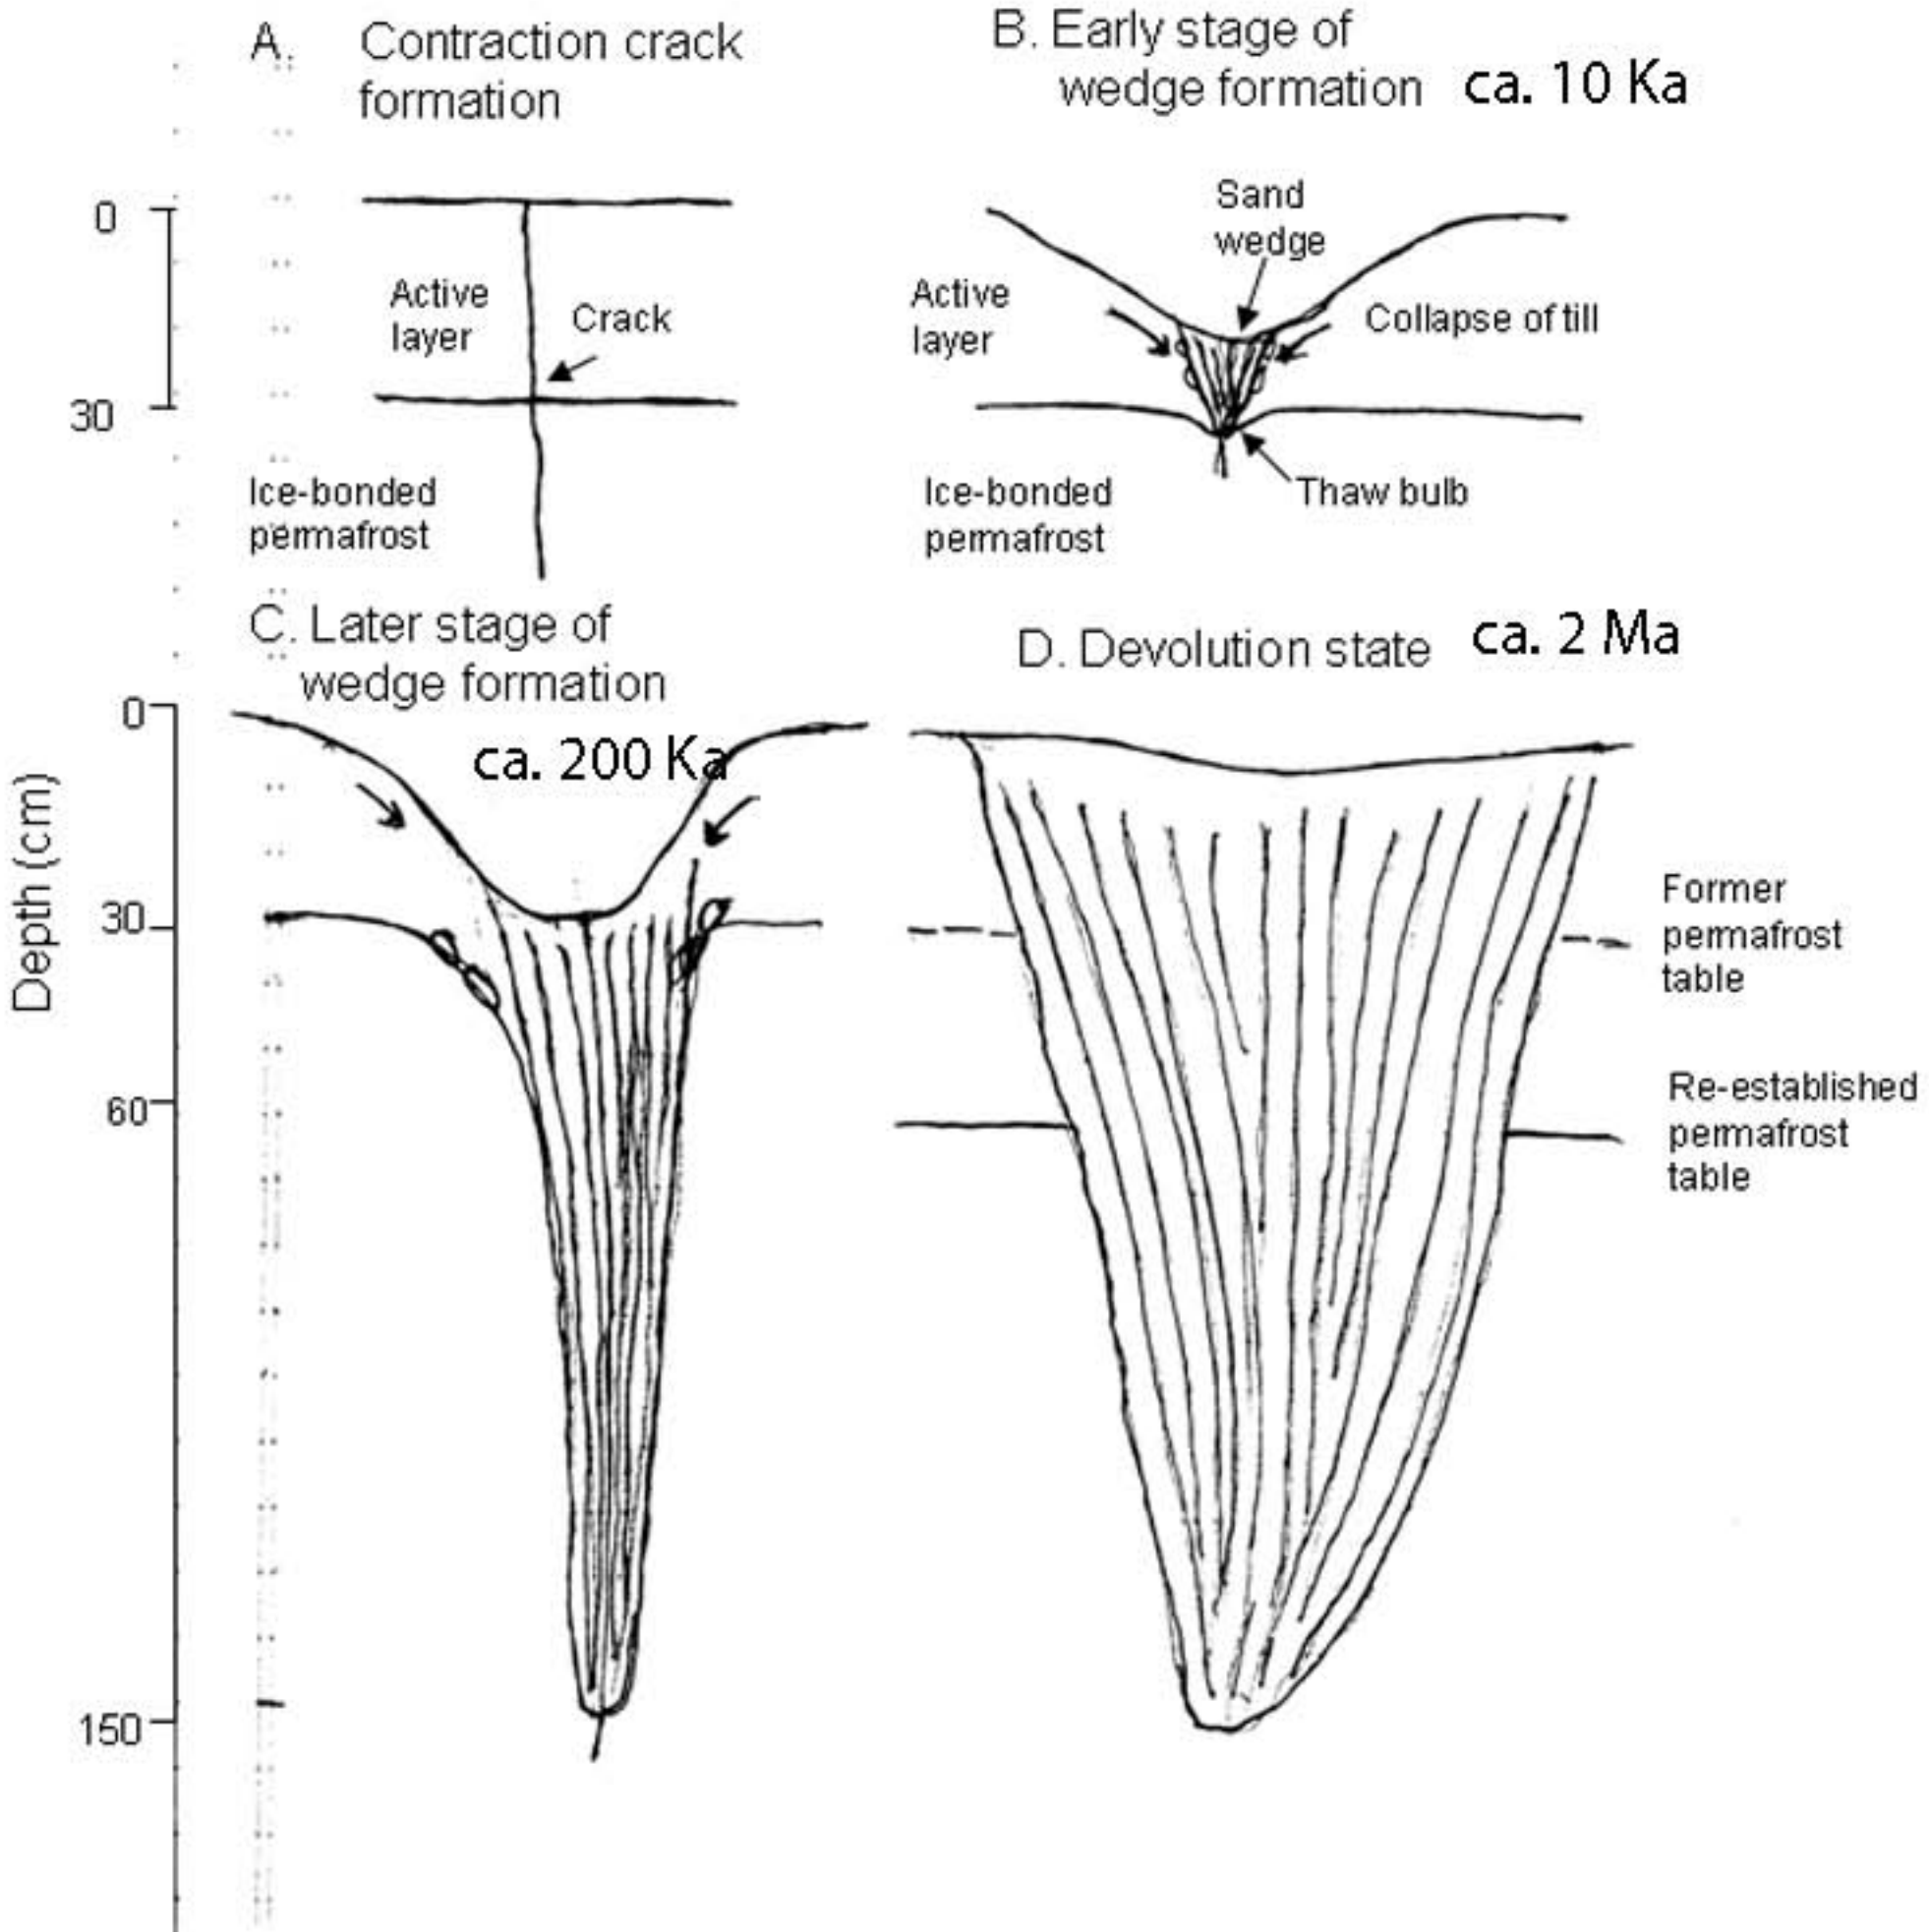 A. Contraction crack
formation
B. Early stage of
wedge formation ca. 10 Ka
0
30
Active
layer
Crack
Ice-bonded
permafrost
Sand
wedge
Active
layer
Collapse of till
Ice-bonded
permafrost
Thaw bulb
C. Later stage of
wedge formation
ca. 200 Ka
D. Devolution state ca. 2 Ma
Depth (cm)
0
30
60
150
Former
permafrost
table
Re-established
permafrost
table